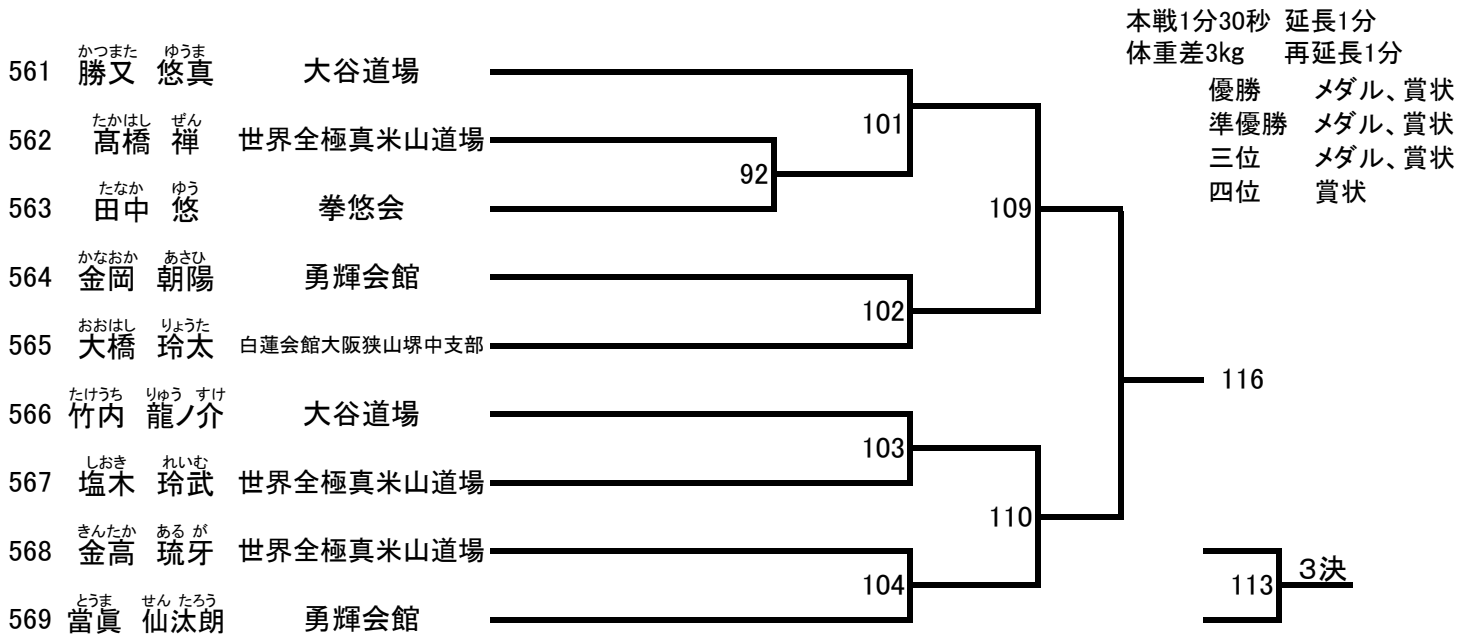 本戦1分30秒 延長1分
体重差3kg 再延長1分
優勝 メダル、賞状
準優勝 メダル、賞状
三位 メダル、賞状
四位 賞状
かつまた ゆうま
561 勝又 悠真 大谷道場
101
たかはし ぜん
562 髙橋 禅 世界全極真米山道場
92
たなか ゆう
563 田中 悠 拳悠会
109
かなおか あさひ
564 金岡 朝陽 勇輝会館
102
おおはし りょうた
565 大橋 玲太 白蓮会館大阪狭山堺中支部
116
たけうち りゅう すけ
566 竹内 龍ノ介 大谷道場
103
しおき れいむ
567 塩木 玲武 世界全極真米山道場
110
きんたか ある が
568 金高 琉牙 世界全極真米山道場
104
113 3決
とうま せん たろう
569 當眞 仙汰朗 勇輝会館